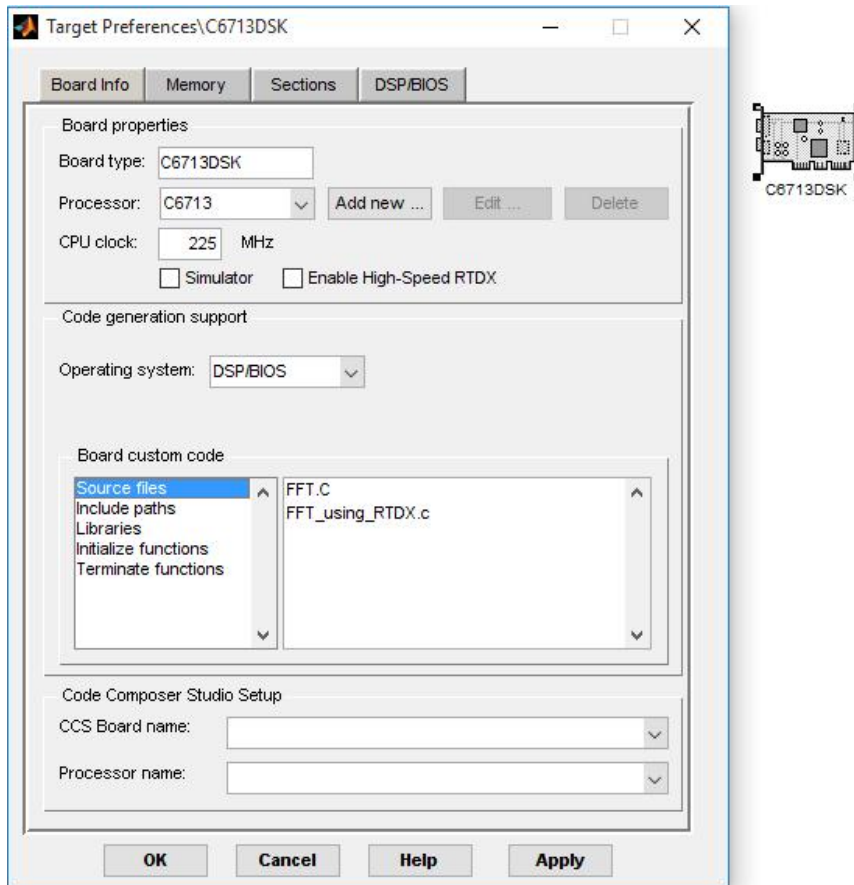 Target Preferences\C6713DSK
Board Info Memory Sections DSP/BIOS
Board properties
Board type: C6713DSK
Processor: C6713 Add new ... Edit ... Delete
CPU clock: 225 MHz
Simulator Enable High-Speed RTDX
Code generation support
Operating system: DSP/BIOS
Board custom code
Source files
Include paths
Libraries
Initialize functions
Terminate functions
FFT.C
FFT_using_RTDX.c
Code Composer Studio Setup
CCS Board name:
Processor name:
OK Cancel Help Apply
C6713DSK